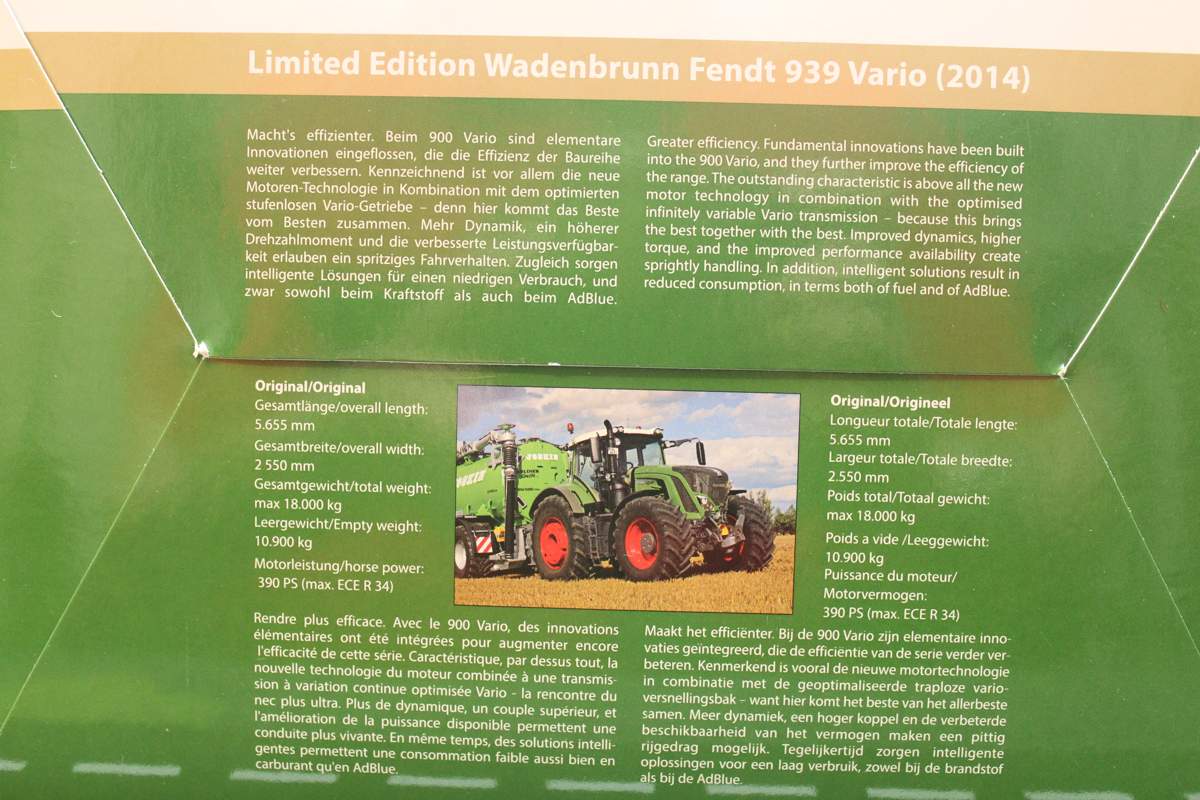 Limited Edition Wadenbrunn Fendt 939 Vario (2014)
Macht's effizienter. Beim 900 Vario sind elementare
Innovationen eingeflossen, die die Effizienz der Baureihe
weiter verbessern. Kennzeichnend ist vor allem die neue
Motoren-Technologie in Kombination mit dem optimierten
stufenlosen Vario-Getriebe – denn hier kommt das Beste
vom Besten zusammen. Mehr Dynamik, ein höherer
Drehzahlmoment und die verbesserte Leistungsverfügbar-
keit erlauben ein spritziges Fahrverhalten. Zugleich sorgen
intelligente Lösungen für einen niedrigen Verbrauch, und
zwar sowohl beim Kraftstoff als auch beim AdBlue.
Greater efficiency. Fundamental innovations have been built
into the 900 Vario, and they further improve the efficiency of
the range. The outstanding characteristic is above all the new
motor technology in combination with the optimised
infinitely variable Vario transmission – because this brings
the best together with the best. Improved dynamics, higher
torque, and the improved performance availability create
sprightly handling. In addition, intelligent solutions result in
reduced consumption, in terms both of fuel and of AdBlue.
Original/Original
Gesamtlänge/overall length:
5.655 mm
Gesamtbreite/overall width:
2 550 mm
Gesamtgewicht/total weight:
max 18.000 kg
Leergewicht/Empty weight:
10.900 kg
Motorleistung/horse power:
390 PS (max. ECE R 34)
JOSKIN
Original/Origineel
Longueur totale/Totale lengte:
5.655 mm
Largeur totale/Totale breedte:
2.550 mm
Poids total/Totaal gewicht:
max 18.000 kg
Poids a vide /Leeggewicht:
10.900 kg
Puissance du moteur/
Motorvermogen:
390 PS (max. ECE R 34)
Rendre plus efficace. Avec le 900 Vario, des innovations
élémentaires ont été intégrées pour augmenter encore
l'efficacité de cette série. Caractéristique, par dessus tout, la
nouvelle technologie du moteur combinée à une transmis-
sion à variation continue optimisée Vario - la rencontre du
nec plus ultra. Plus de dynamique, un couple supérieur, et
l'amélioration de la puissance disponible permettent une
conduite plus vivante. En même temps, des solutions intelli-
gentes permettent une consommation faible aussi bien en
carburant qu'en AdBlue.
Maakt het efficiënter. Bij de 900 Vario zijn elementaire inno-
vaties geïntegreerd, die de efficiëntie van de serie verder ver-
beteren. Kenmerkend is vooral de nieuwe motortechnologie
in combinatie met de geoptimaliseerde traploze vario-
versnellingsbak – want hier komt het beste van het allerbeste
samen. Meer dynamiek, een hoger koppel en de verbeterde
beschikbaarheid van het vermogen maken een pittig
rijgedrag mogelijk. Tegelijkertijd zorgen intelligente
oplossingen voor een laag verbruik, zowel bij de brandstof
als bij de AdBlue.